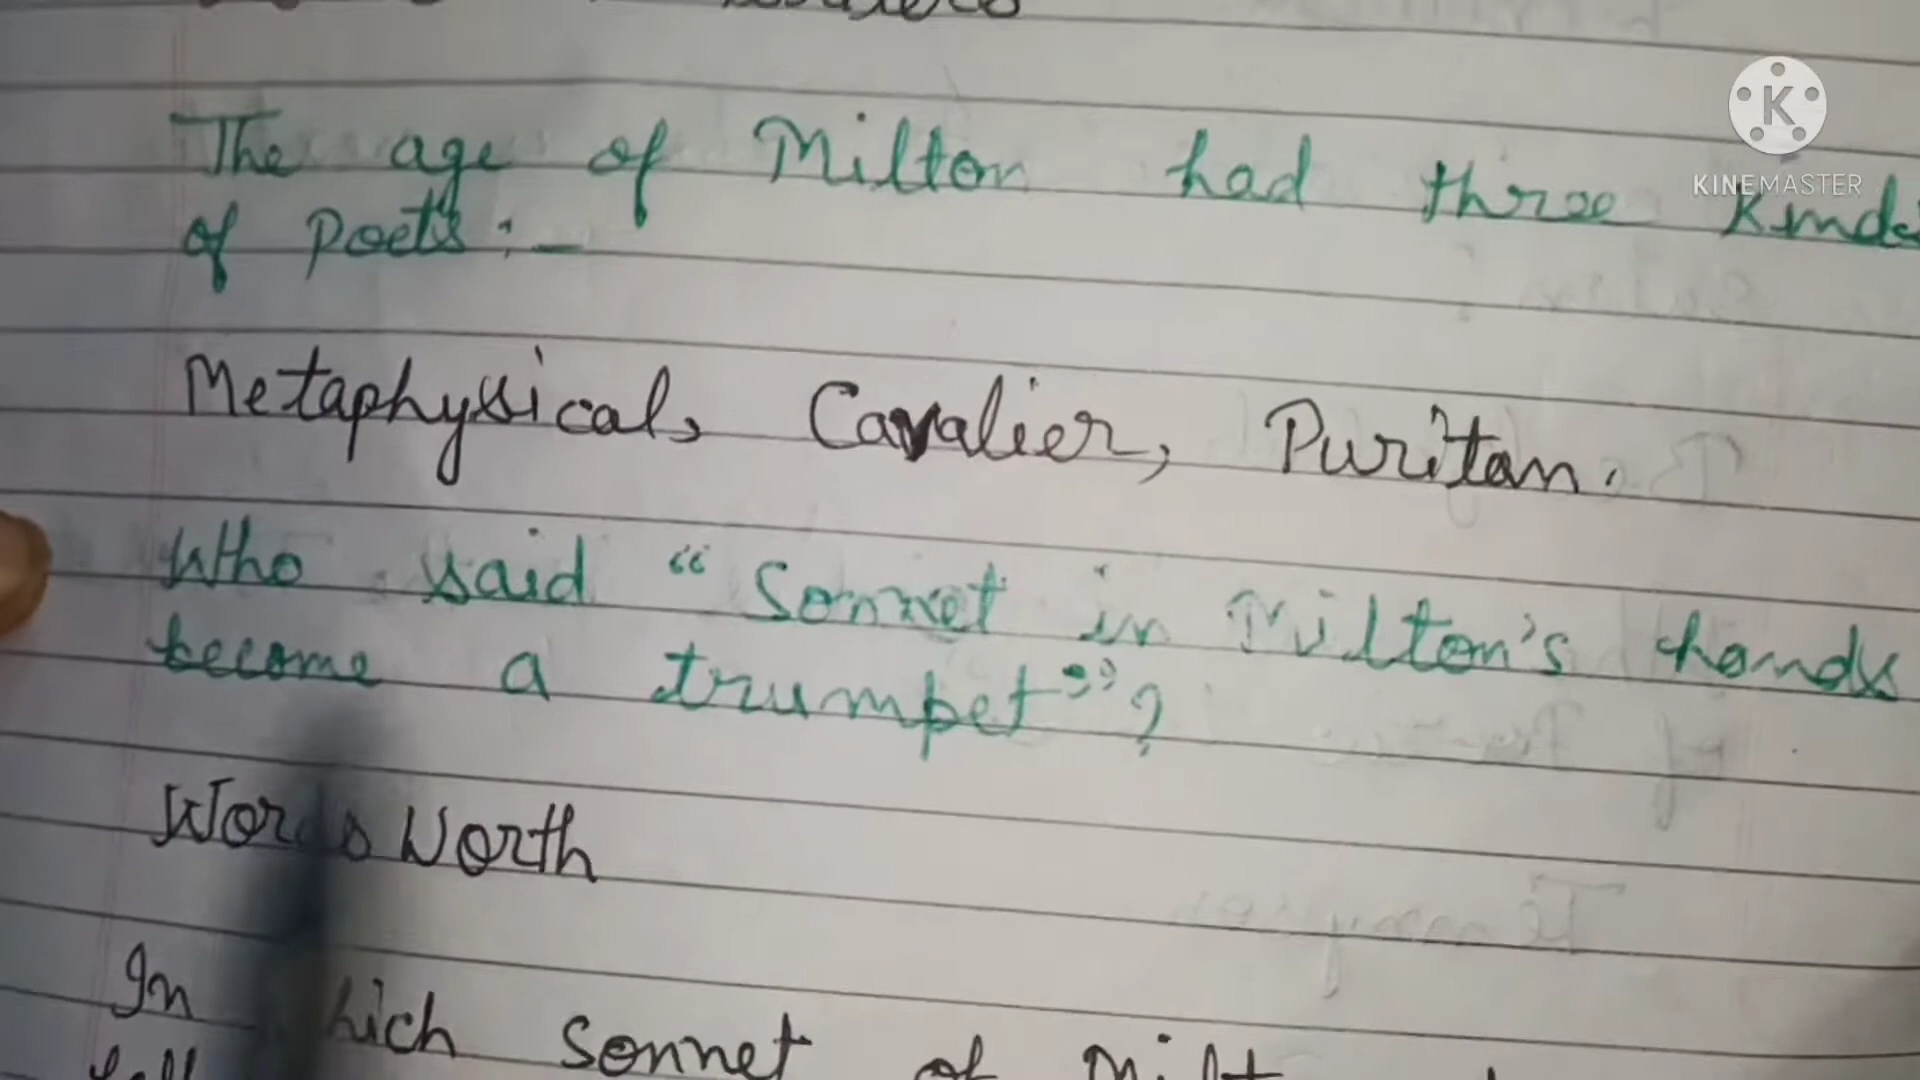 The age of Milton had three Kinds
of Poets :-
Metaphysical, Cavalier, Puritan.
Who said "Sonnet in Milton's hands
become a trumpet"?
WordsWorth
In which sonnet of
K
KINEMASTER